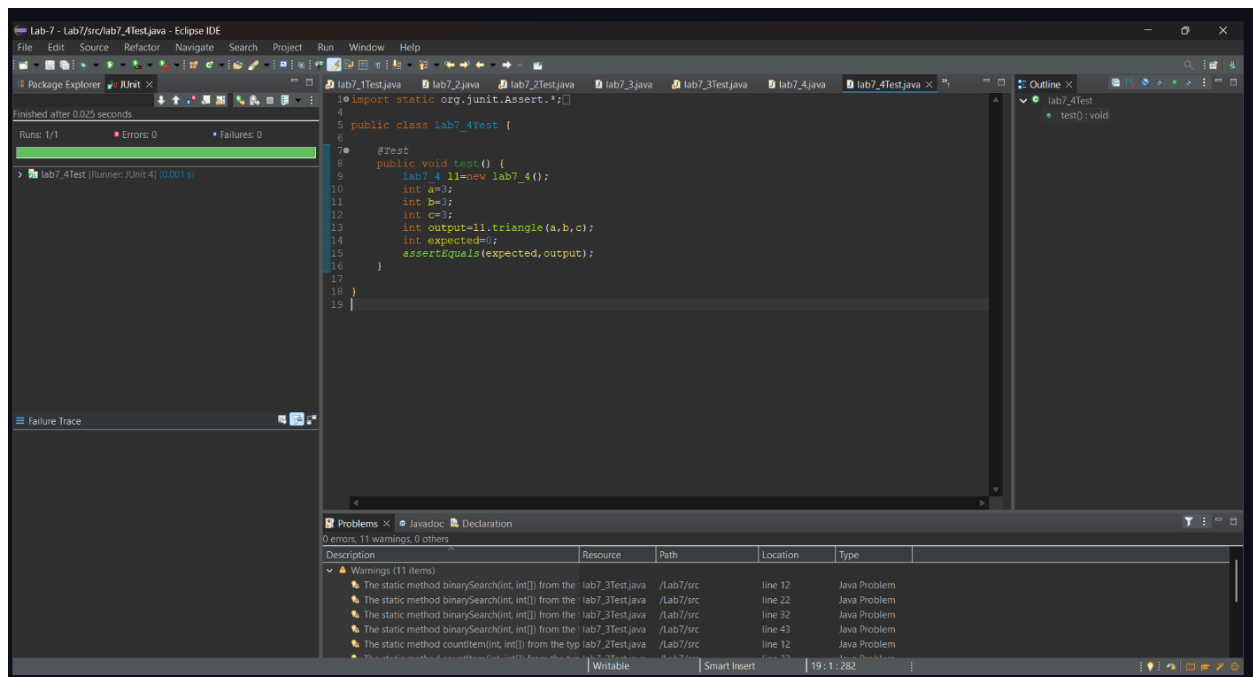 Lab-7 - Lab7/src/lab7_4Test.java - Eclipse IDE
File Edit Source Refactor Navigate Search Project Run Window Help
Package Explorer JUnit
Finished after 0.025 seconds
Runs: 1/1 Errors: 0 Failures: 0
lab7_4Test [Runner: JUnit 4] (0.001 s)
Failure Trace
lab7_1Test.java lab7_2.java lab7_2Test.java lab7_3.java lab7_3Test.java lab7_4.java lab7_4Test.java
1 import static org.junit.Assert.*;
4
5 public class lab7_4Test {
6
7 @Test
8 public void test() {
9 lab7_4 l1=new lab7_4();
10 int a=3;
11 int b=3;
12 int c=3;
13 int output=l1.triangle(a,b,c);
14 int expected=0;
15 assertEquals(expected,output);
16 }
17
18 }
19
Outline
lab7_4Test
test() : void
Problems Javadoc Declaration
0 errors, 11 warnings, 0 others
Description Resource Path Location Type
Warnings (11 items)
The static method binarySearch(int, int[]) from the lab7_3Test.java /Lab7/src line 12 Java Problem
The static method binarySearch(int, int[]) from the lab7_3Test.java /Lab7/src line 22 Java Problem
The static method binarySearch(int, int[]) from the lab7_3Test.java /Lab7/src line 32 Java Problem
The static method binarySearch(int, int[]) from the lab7_3Test.java /Lab7/src line 43 Java Problem
The static method countItem(int, int[]) from the typ lab7_2Test.java /Lab7/src line 12 Java Problem
Writable Smart Insert 19 : 1 : 282